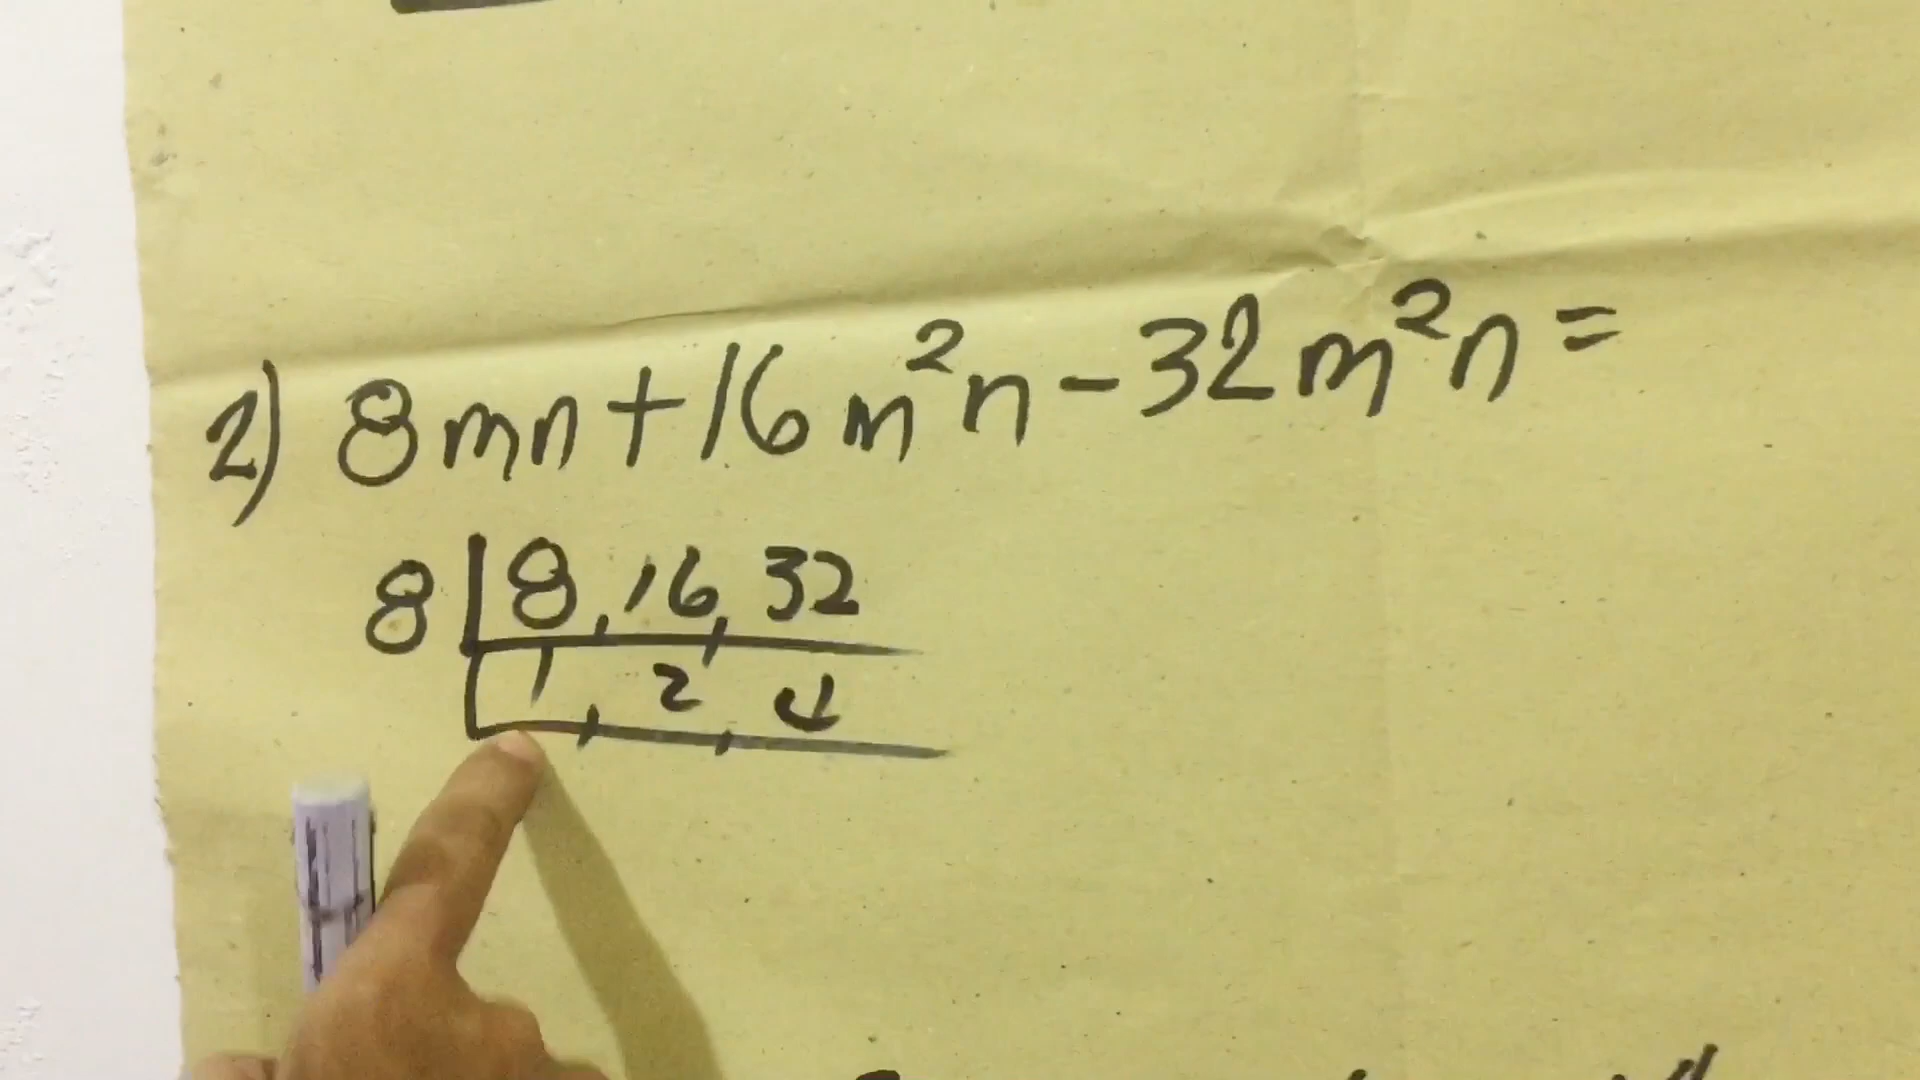 2) 8mn+16m²n-32m²n=
8 8,16,32
1, 2, 4